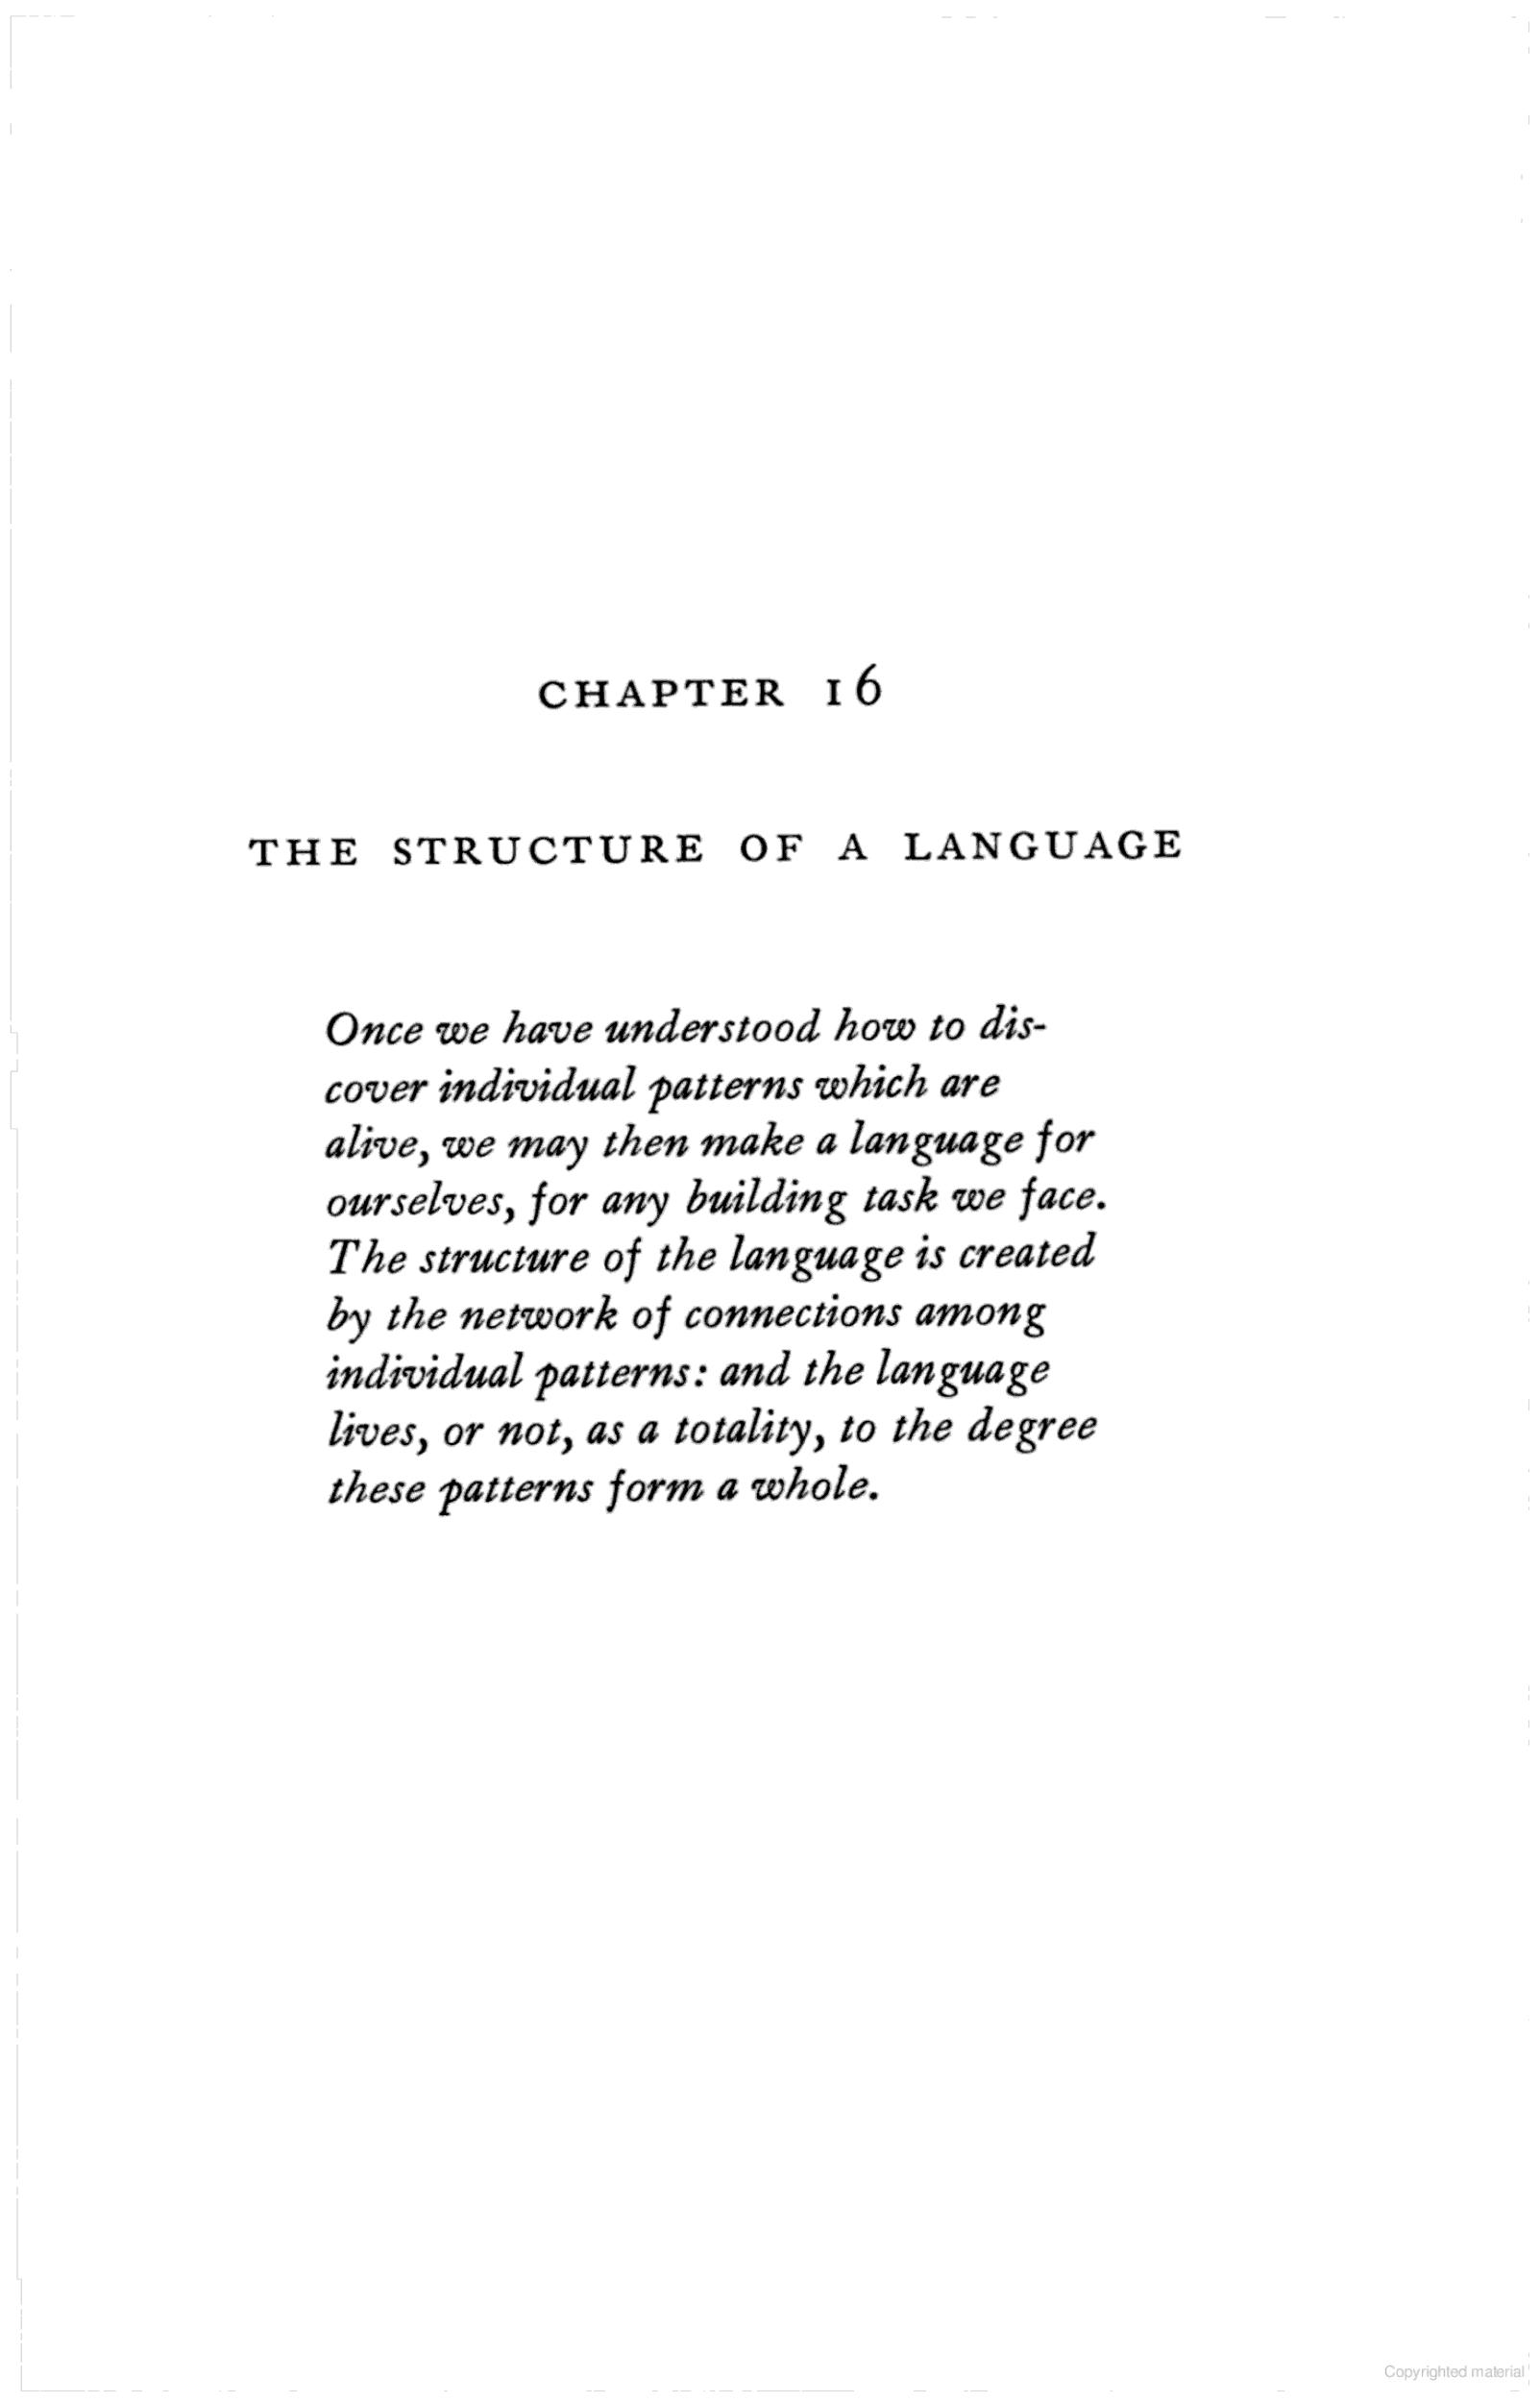 CHAPTER 16
THE STRUCTURE OF A LANGUAGE
Once we have understood how to dis-
cover individual patterns which are
alive, we may then make a language for
ourselves, for any building task we face.
The structure of the language is created
by the network of connections among
individual patterns: and the language
lives, or not, as a totality, to the degree
these patterns form a whole.
Copyrighted material